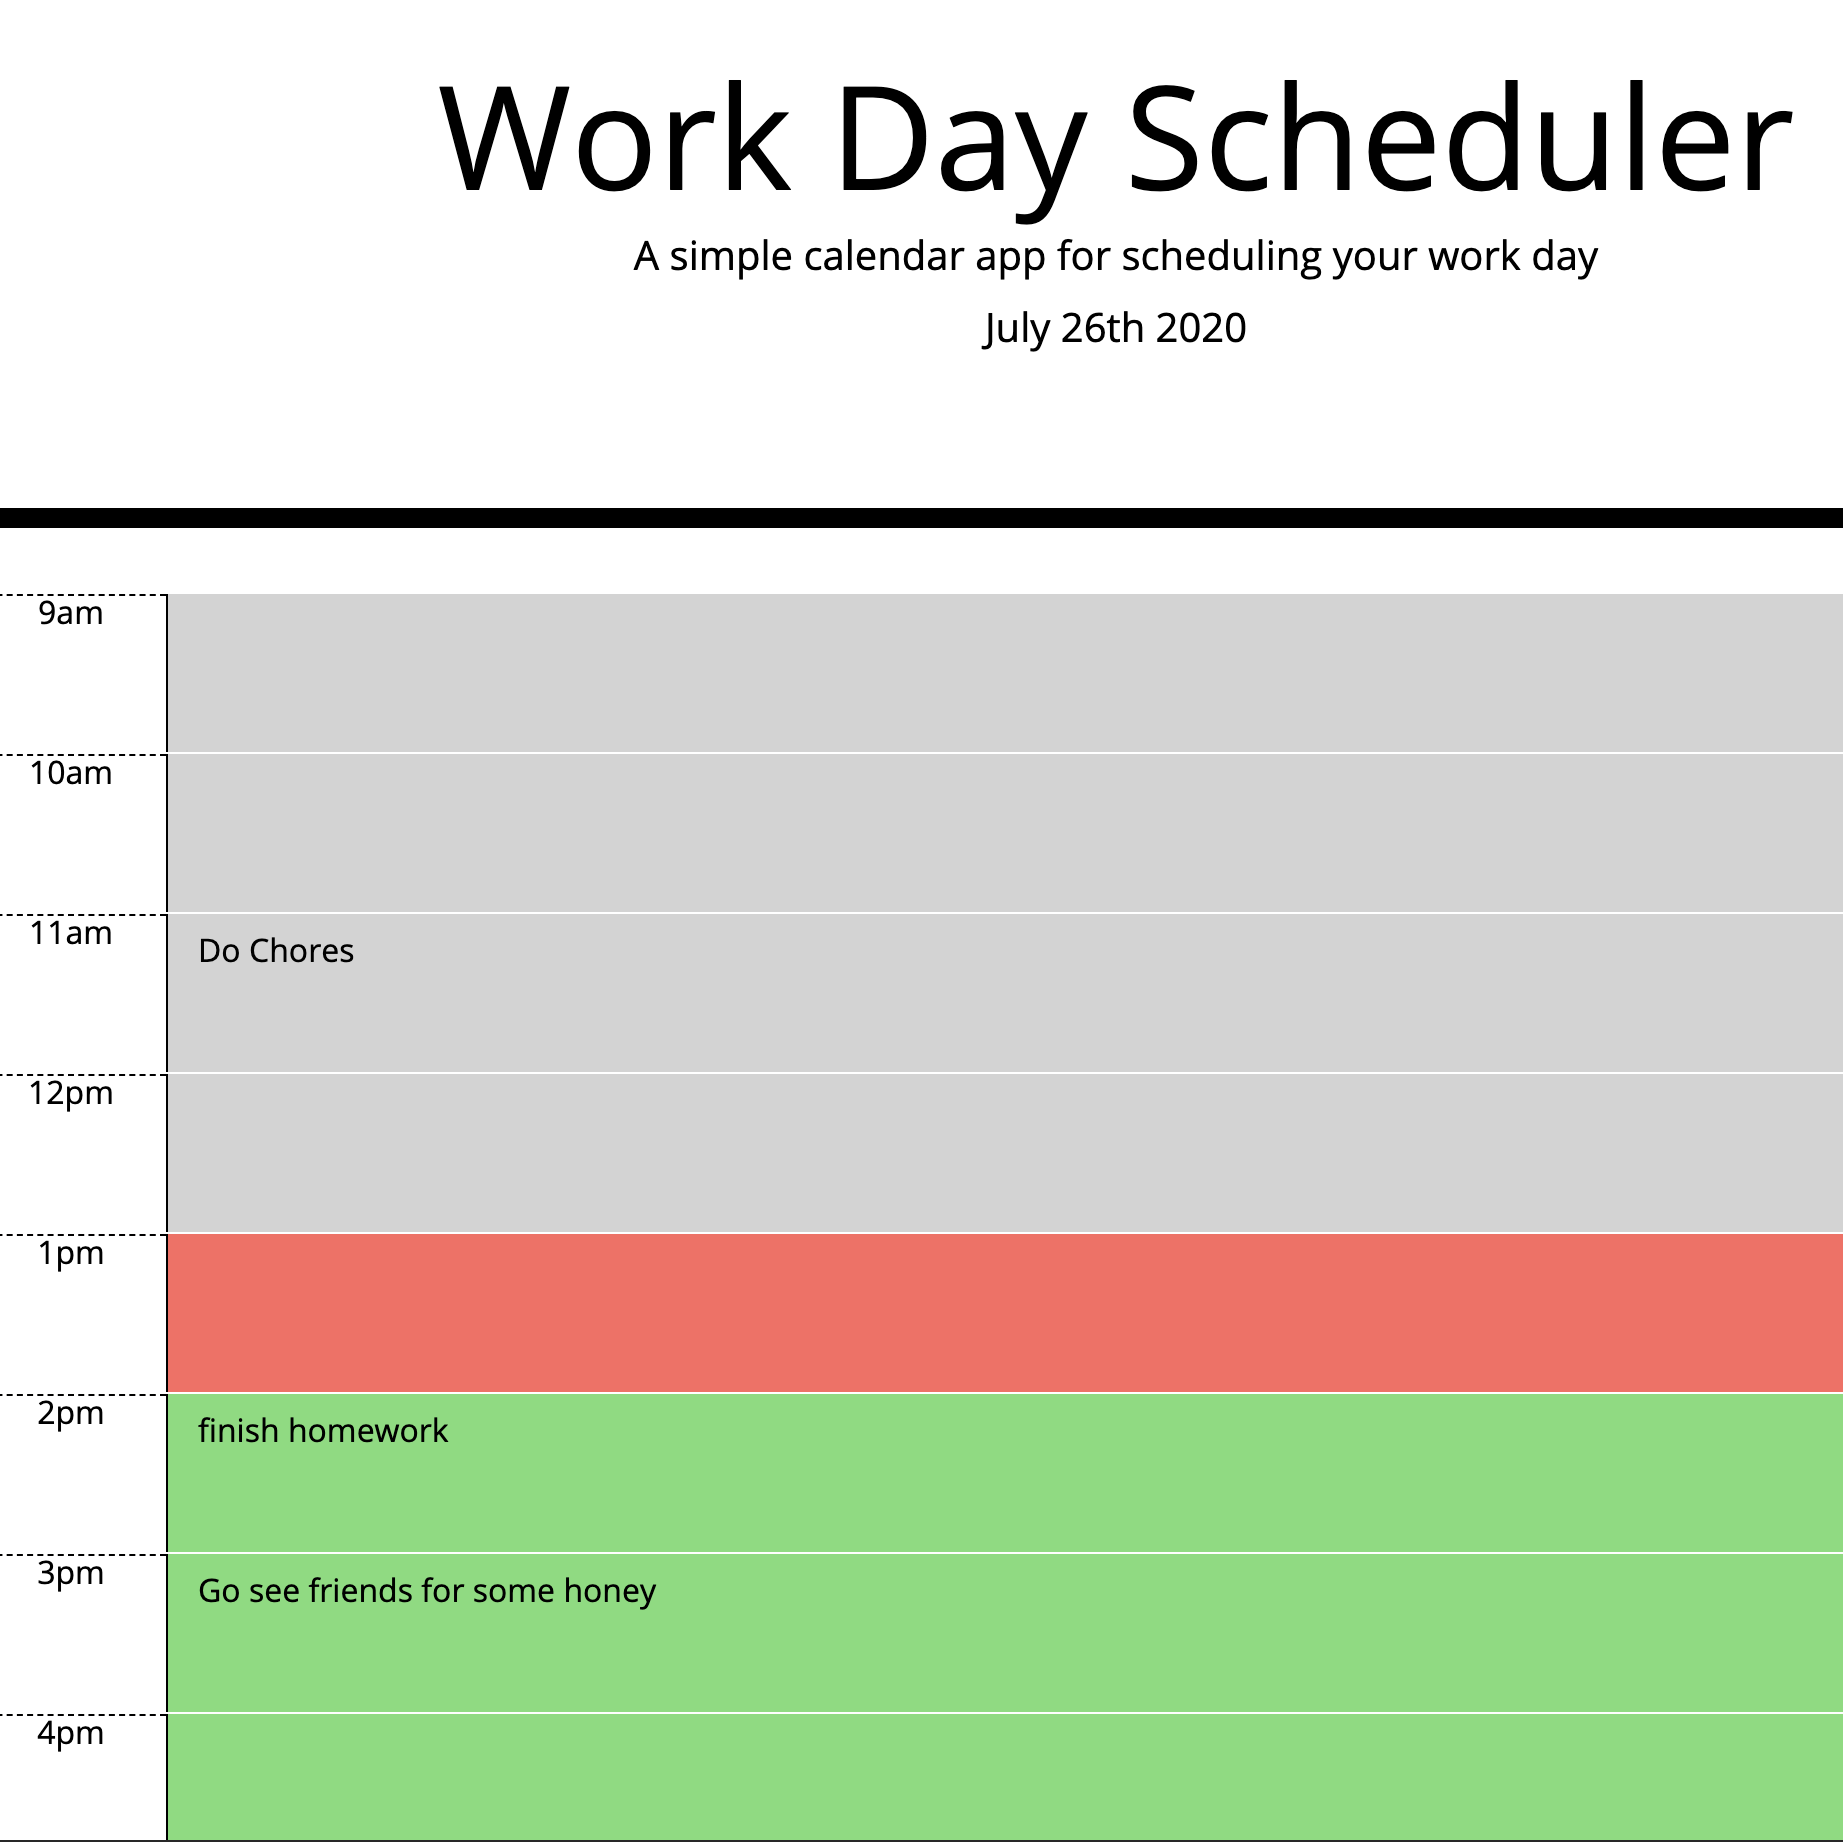 Work Day Scheduler
A simple calendar app for scheduling your work day
July 26th 2020
9am
10am
11am
Do Chores
12pm
1pm
2pm
finish homework
3pm
Go see friends for some honey
4pm